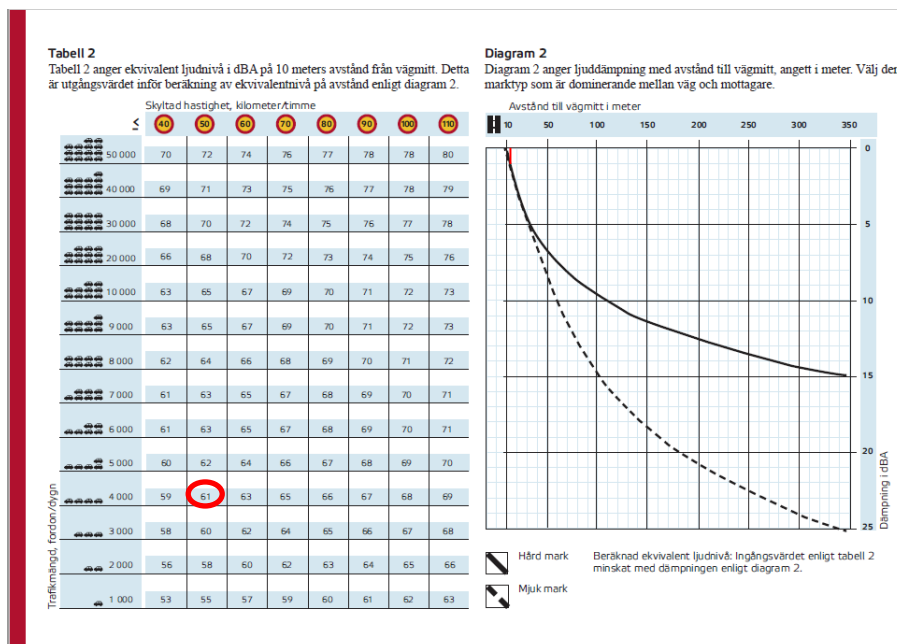 Tabell 2
Tabell 2 anger ekvivalent ljudnivå i dBA på 10 meters avstånd från vägmitt. Detta
är utgångsvärdet inför beräkning av ekvivalentnivå på avstånd enligt diagram 2.
Skyltad hastighet, kilometer/timme
≤ 40 50 60 70 80 90 100 110
50 000 70 72 74 76 77 78 78 80
40 000 69 71 73 75 76 77 78 79
30 000 68 70 72 74 75 76 77 78
20 000 66 68 70 72 73 74 75 76
10 000 63 65 67 69 70 71 72 73
9 000 63 65 67 69 70 71 72 73
8 000 62 64 66 68 69 70 71 72
7 000 61 63 65 67 68 69 70 71
6 000 61 63 65 67 68 69 70 71
5 000 60 62 64 66 67 68 69 70
4 000 59 61 63 65 66 67 68 69
3 000 58 60 62 64 65 66 67 68
2 000 56 58 60 62 63 64 65 66
1 000 53 55 57 59 60 61 62 63
Trafikmängd, fordon/dygn
Diagram 2
Diagram 2 anger ljuddämpning med avstånd till vägmitt, angett i meter. Välj den
marktyp som är dominerande mellan väg och mottagare.
Avstånd till vägmitt i meter
10 50 100 150 200 250 300 350
0
5
10
15
20
25
Dämpning i dBA
Hård mark
Mjuk mark
Beräknad ekvivalent ljudnivå: Ingångsvärdet enligt tabell 2
minskat med dämpningen enligt diagram 2.